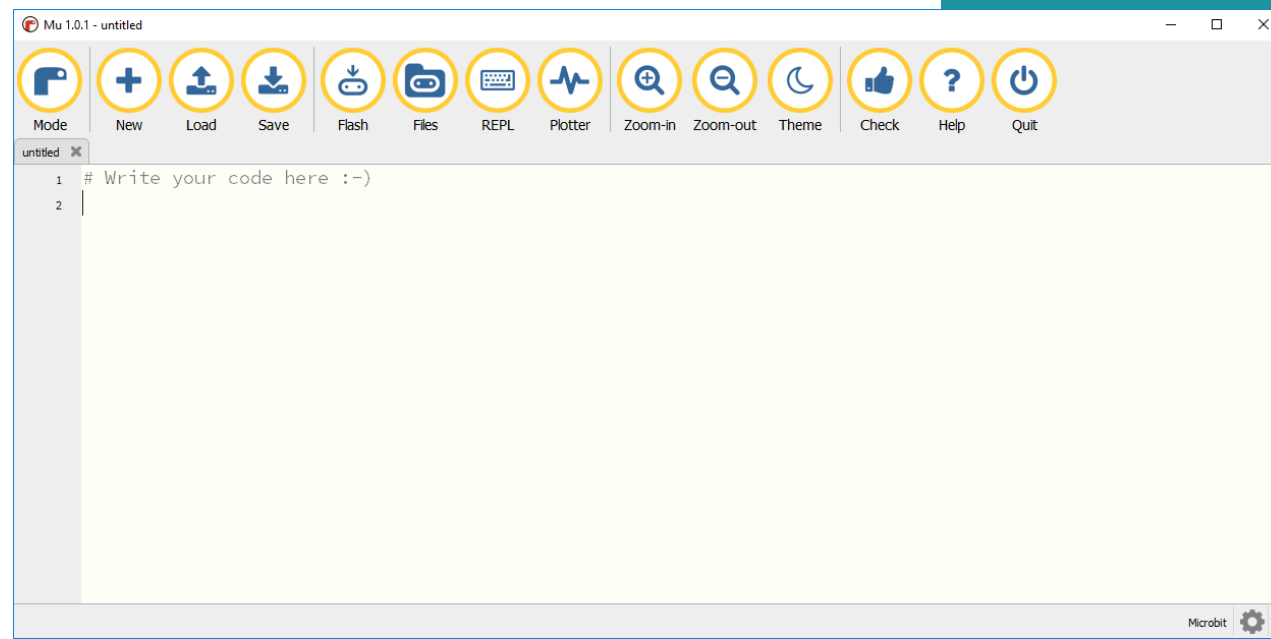 Mu 1.0.1 - untitled
Mode New Load Save Flash Files REPL Plotter Zoom-in Zoom-out Theme Check Help Quit
untitled
1 # Write your code here :-)
2
Microbit